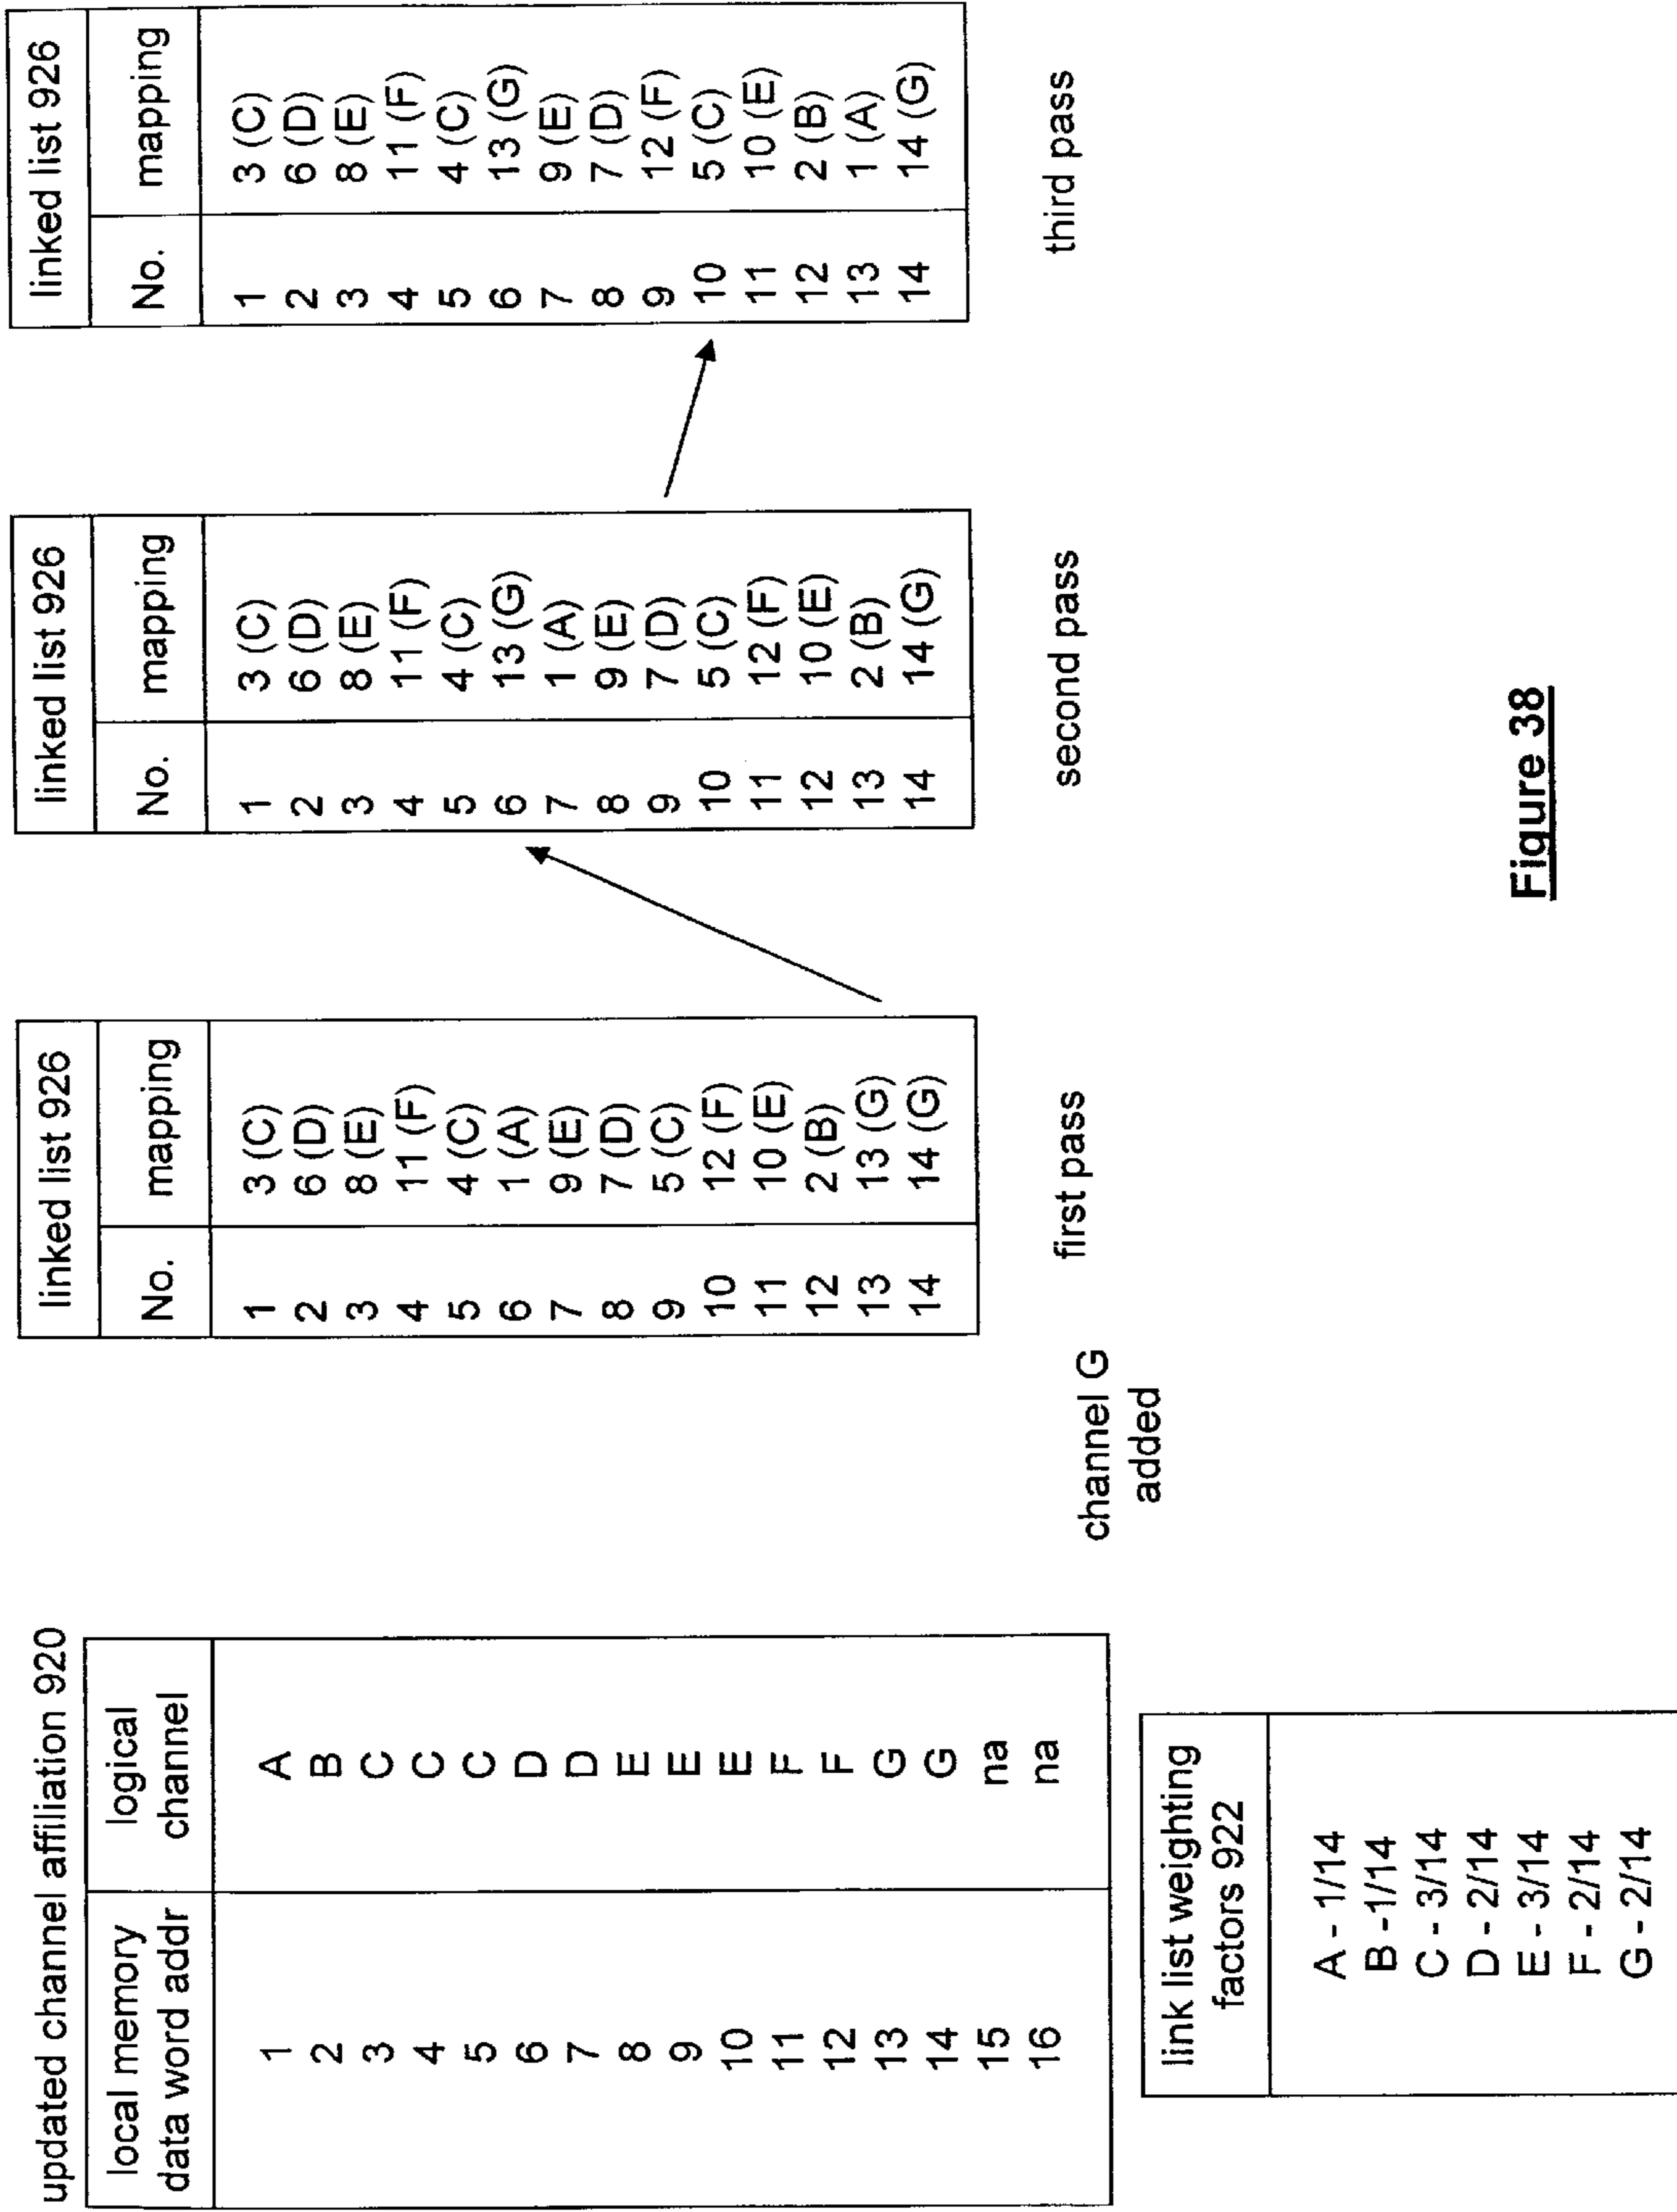 updated channel affiliation 920
local memory data word addr | logical channel
1 A
2 B
3 C
4 C
5 C
6 D
7 D
8 E
9 E
10 E
11 F
12 F
13 G
14 G
15 na
16 na
link list weighting
factors 922
A - 1/14
B -1/14
C - 3/14
D - 2/14
E - 3/14
F - 2/14
G - 2/14
channel G
added
linked list 926
No. mapping
1 3 (C)
2 6 (D)
3 8 (E)
4 11 (F)
5 4 (C)
6 1 (A)
7 9 (E)
8 7 (D)
9 5 (C)
10 12 (F)
11 10 (E)
12 2 (B)
13 13 (G)
14 14 (G)
first pass
linked list 926
No. mapping
1 3 (C)
2 6 (D)
3 8 (E)
4 11 (F)
5 4 (C)
6 13 (G)
7 1 (A)
8 9 (E)
9 7 (D)
10 5 (C)
11 12 (F)
12 10 (E)
13 2 (B)
14 14 (G)
second pass
linked list 926
No. mapping
1 3 (C)
2 6 (D)
3 8 (E)
4 11 (F)
5 4 (C)
6 13 (G)
7 9 (E)
8 7 (D)
9 12 (F)
10 5 (C)
11 10 (E)
12 2 (B)
13 1 (A)
14 14 (G)
third pass
Figure 38